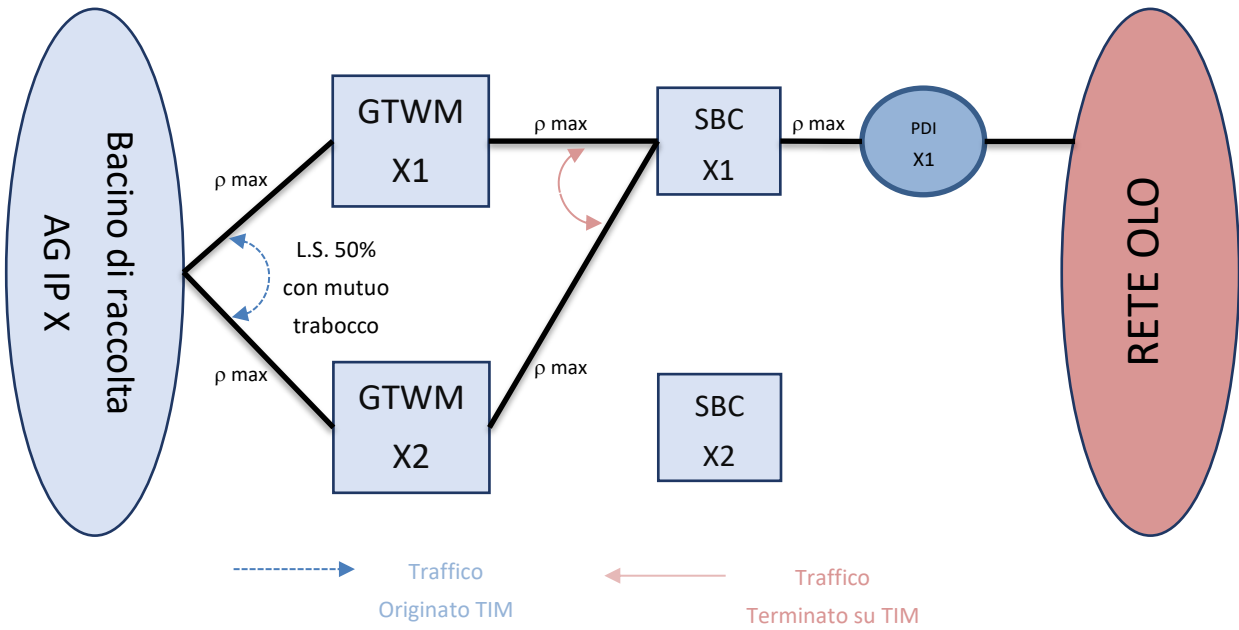 Bacino di raccolta
AG IP X
GTWM
X1
ρ max
SBC
X1
ρ max
PDI
X1
ρ max
L.S. 50%
con mutuo
trabocco
ρ max
ρ max
GTWM
X2
SBC
X2
RETE OLO
Traffico
Originato TIM
Traffico
Terminato su TIM